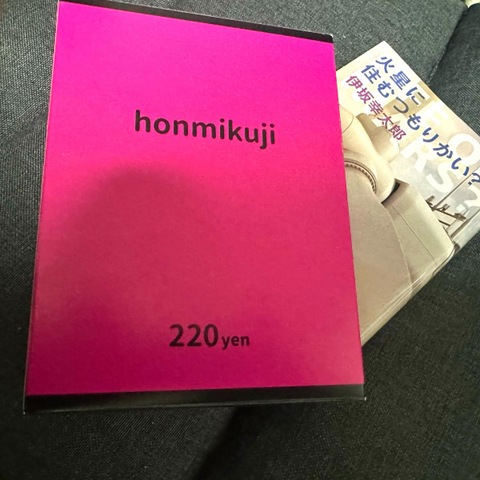 honmikuji
220yen
火星に
住むつもりかい？
伊坂幸太郎